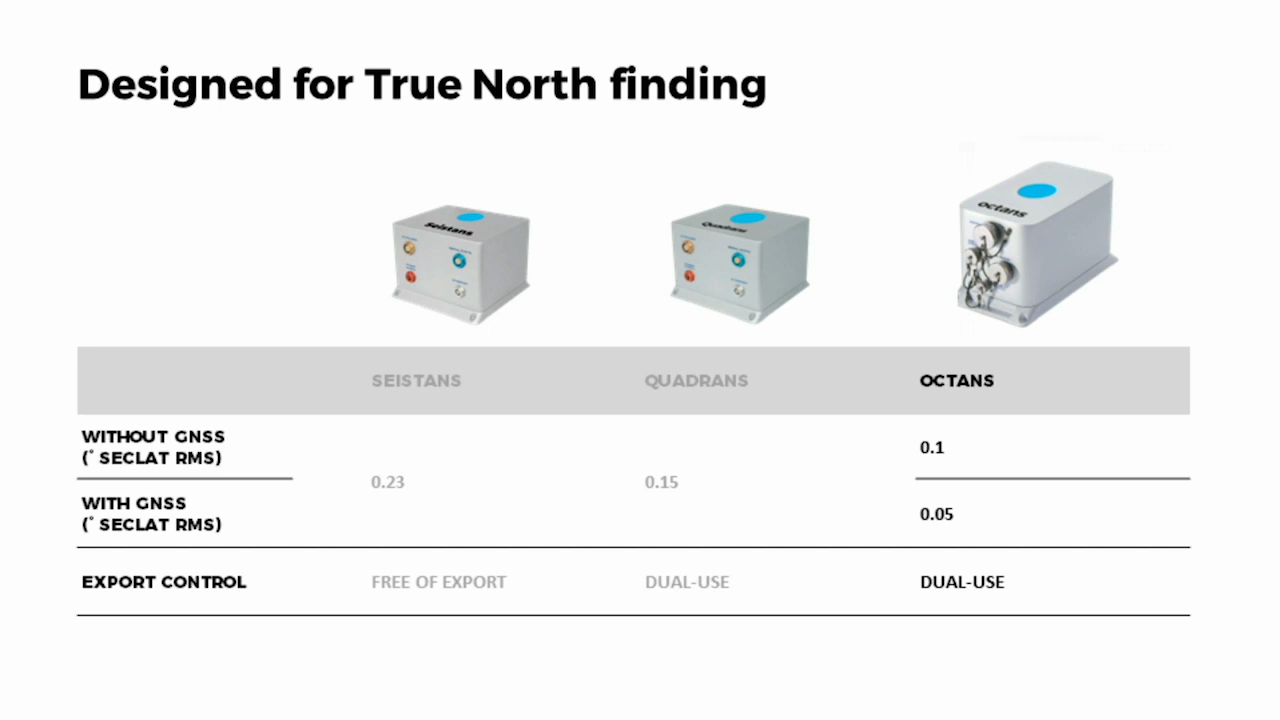 Designed for True North finding
Seistans
Quadrans
octans
SEISTANS
QUADRANS
OCTANS
WITHOUT GNSS
(° SECLAT RMS)
0.1
0.23
0.15
WITH GNSS
(° SECLAT RMS)
0.05
EXPORT CONTROL
FREE OF EXPORT
DUAL-USE
DUAL-USE